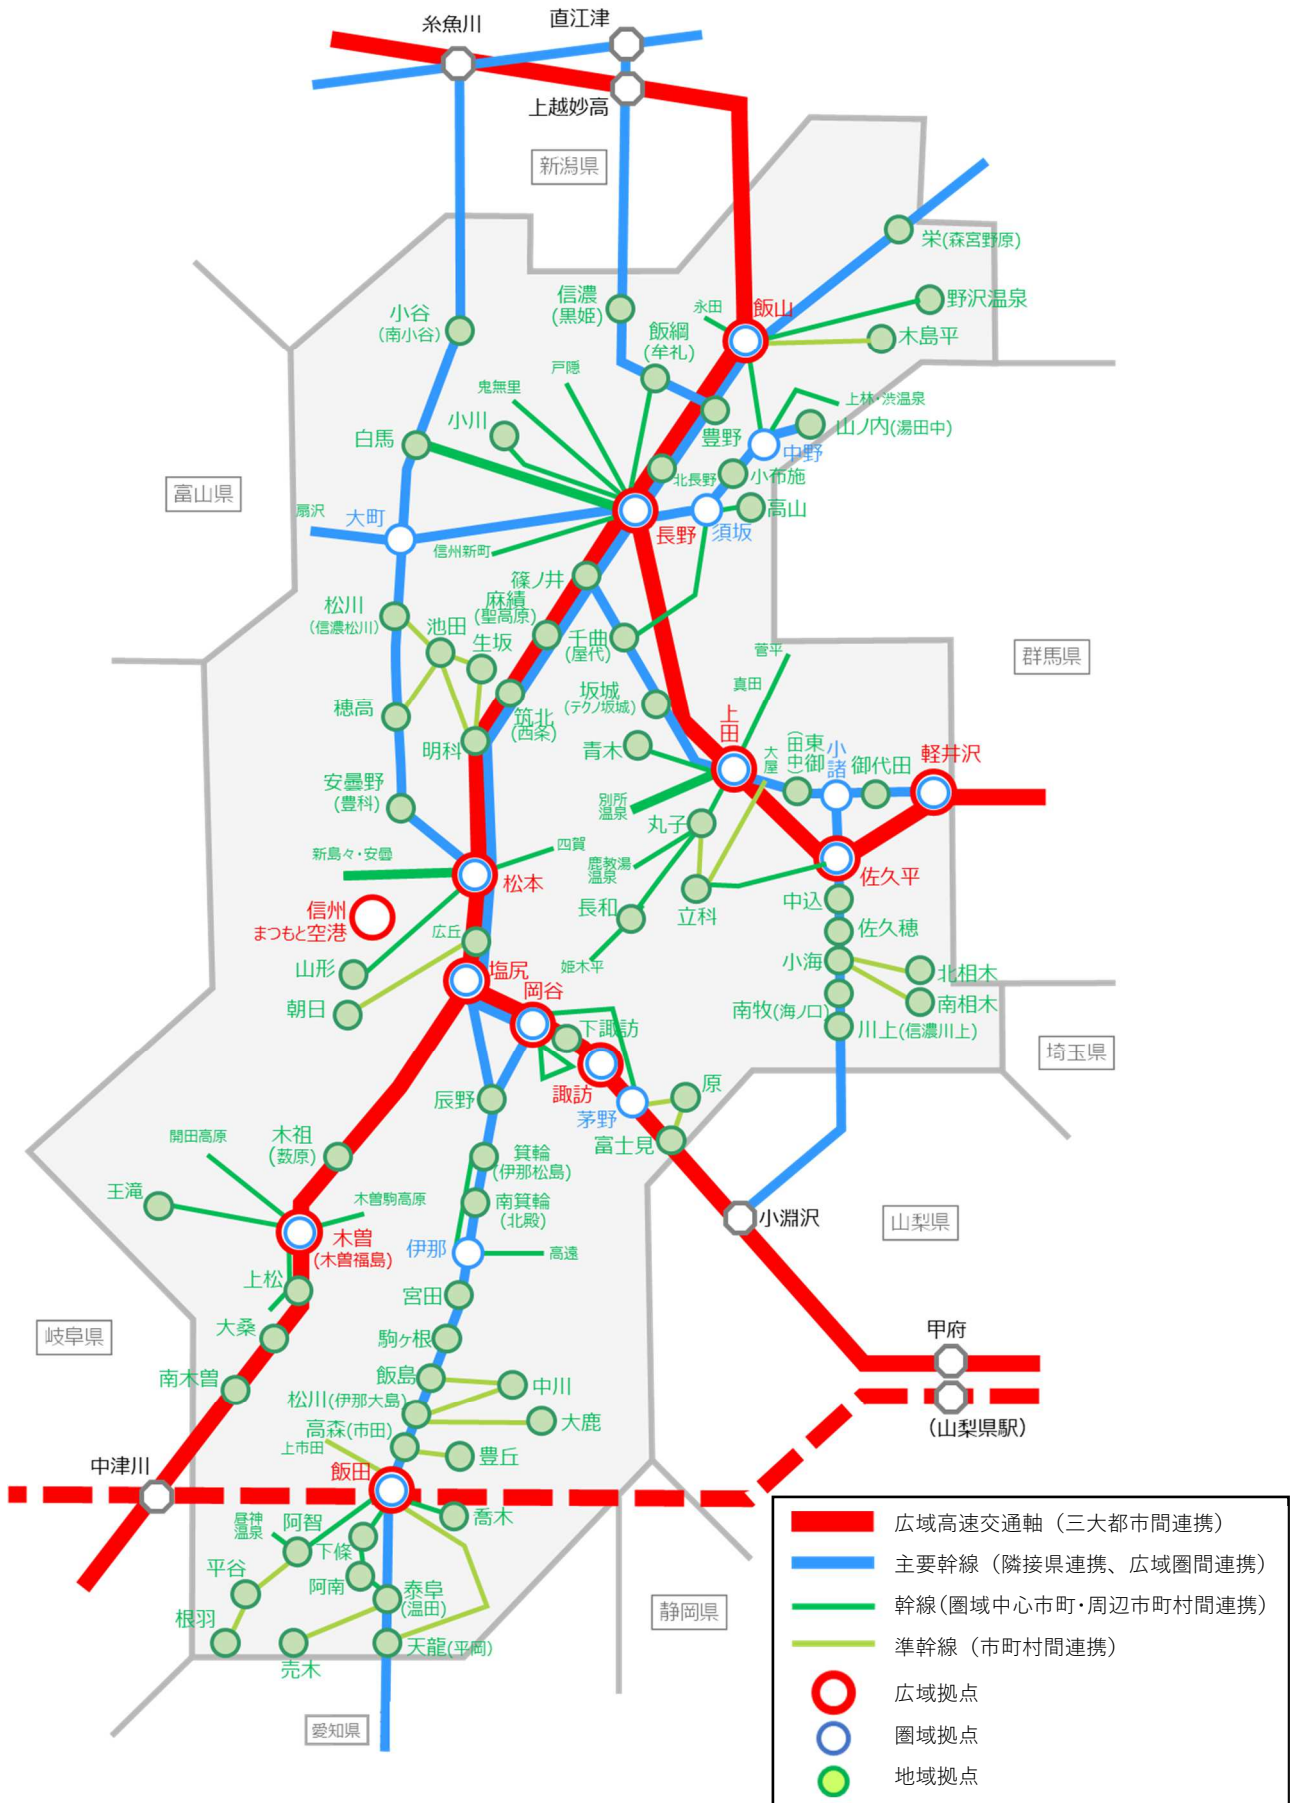 糸魚川
直江津
上越妙高
新潟県
栄(森宮野原)
野沢温泉
木島平
飯山
永田
信濃
(黒姫)
飯綱
(牟礼)
小谷
(南小谷)
戸隠
鬼無里
小川
白馬
豊野
上林・渋温泉
山ノ内(湯田中)
中野
北長野
小布施
高山
須坂
長野
富山県
扇沢
大町
信州新町
篠ノ井
麻績
(聖高原)
千曲
(屋代)
松川
(信濃松川)
池田
生坂
菅平
群馬県
真田
坂城
(テクノ坂城)
穂高
明科
筑北
(西条)
青木
上田
大屋
東御
(田中)
小諸
御代田
軽井沢
安曇野
(豊科)
別所
温泉
丸子
新島々・安曇
四賀
松本
鹿教湯
温泉
佐久平
信州
まつもと空港
長和
立科
中込
広丘
佐久穂
山形
塩尻
姫木平
小海
北相木
朝日
岡谷
南相木
南牧(海ノ口)
川上(信濃川上)
下諏訪
埼玉県
諏訪
茅野
原
辰野
富士見
開田高原
木祖
(薮原)
箕輪
(伊那松島)
王滝
木曽駒高原
南箕輪
(北殿)
小淵沢
山梨県
木曽
(木曽福島)
伊那
高遠
上松
宮田
岐阜県
大桑
駒ヶ根
甲府
南木曽
飯島
中川
松川(伊那大島)
大鹿
(山梨県駅)
高森(市田)
上市田
豊丘
中津川
飯田
昼神
温泉
阿智
下條
喬木
平谷
阿南
泰阜
(温田)
根羽
売木
天龍(平岡)
静岡県
愛知県
広域高速交通軸（三大都市間連携）
主要幹線（隣接県連携、広域圏間連携）
幹線(圏域中心市町・周辺市町村間連携)
準幹線（市町村間連携）
広域拠点
圏域拠点
地域拠点